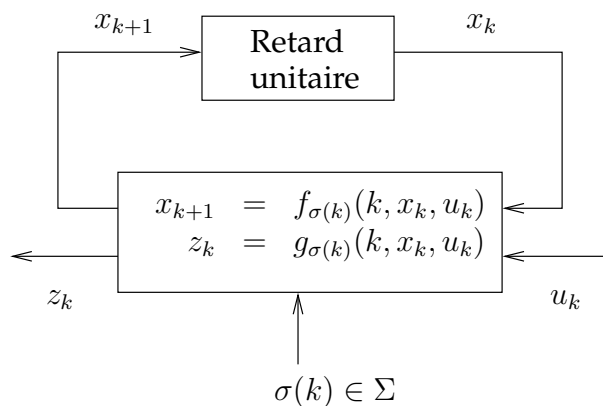 x_{k+1}
Retard
unitaire
x_k
x_{k+1} = f_{σ(k)}(k, x_k, u_k)
z_k = g_{σ(k)}(k, x_k, u_k)
z_k
u_k
σ(k) ∈ Σ